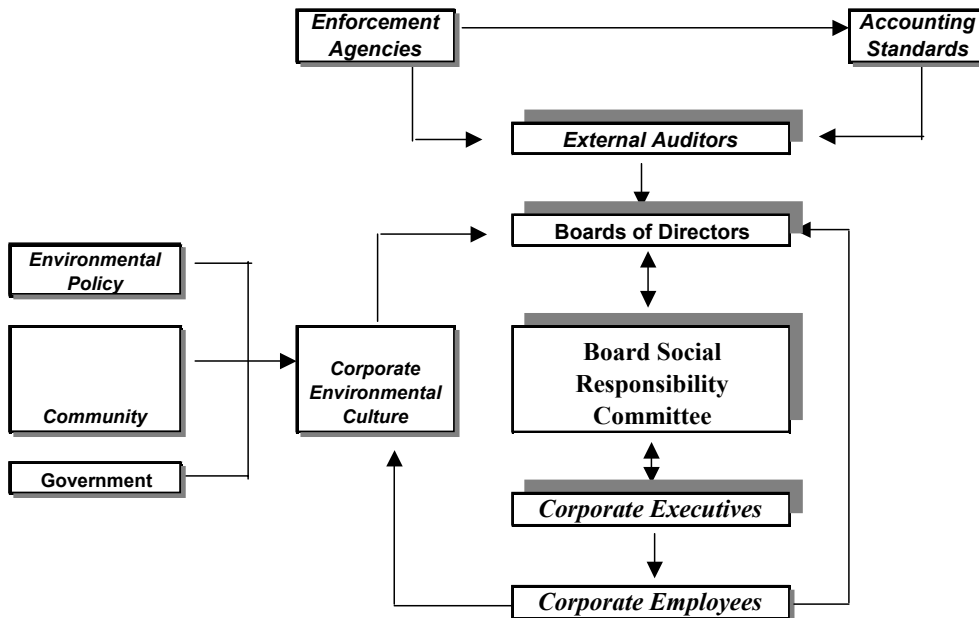 Enforcement
Agencies
Accounting
Standards
External Auditors
Boards of Directors
Environmental
Policy
Board Social
Responsibility
Committee
Corporate
Environmental
Culture
Community
Government
Corporate Executives
Corporate Employees